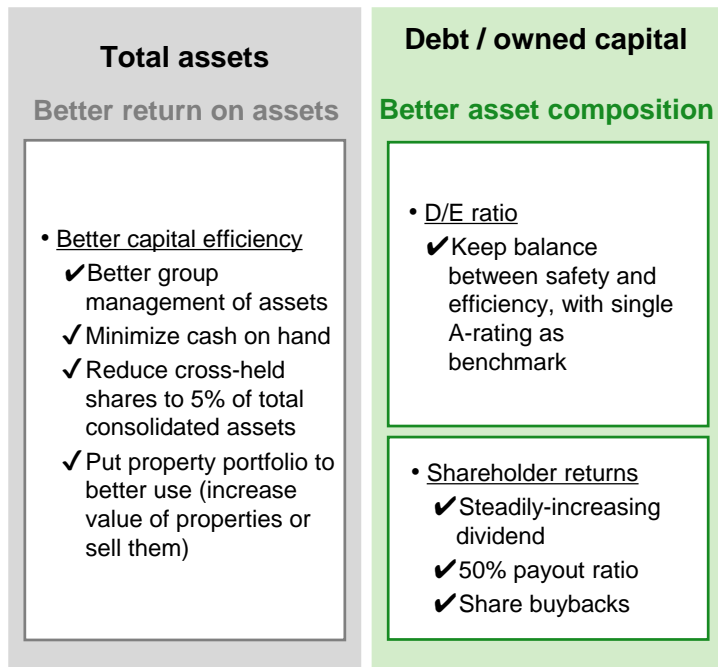 Total assets
Better return on assets
• Better capital efficiency
✔Better group
management of assets
✓Minimize cash on hand
✓Reduce cross-held
shares to 5% of total
consolidated assets
✓Put property portfolio to
better use (increase
value of properties or
sell them)
Debt / owned capital
Better asset composition
• D/E ratio
✔Keep balance
between safety and
efficiency, with single
A-rating as
benchmark
• Shareholder returns
✔Steadily-increasing
dividend
✔50% payout ratio
✔Share buybacks